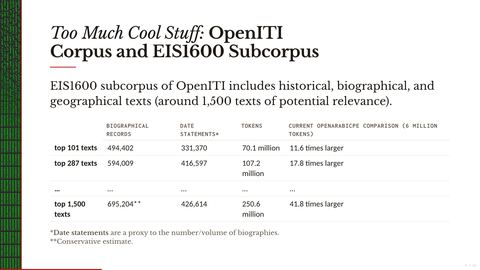 Too Much Cool Stuff: OpenITI
Corpus and EIS1600 Subcorpus
EIS1600 subcorpus of OpenITI includes historical, biographical, and
geographical texts (around 1,500 texts of potential relevance).
BIOGRAPHICAL RECORDS DATE STATEMENTS* TOKENS CURRENT OPENARABICPE COMPARISON (6 MILLION TOKENS)
top 101 texts 494,402 331,370 70.1 million 11.6 times larger
top 287 texts 594,009 416,597 107.2 million 17.8 times larger
... ... ... ... ...
top 1,500 texts 695,204** 426,614 250.6 million 41.8 times larger
*Date statements are a proxy to the number/volume of biographies.
**Conservative estimate.